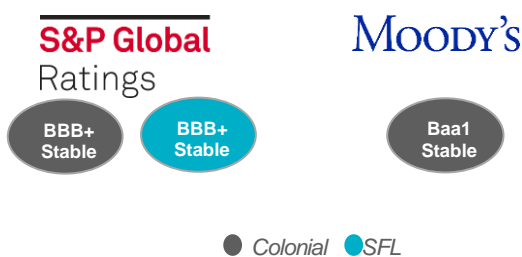 S&P Global
Ratings
MOODY'S
BBB+
Stable
BBB+
Stable
Baa1
Stable
Colonial SFL